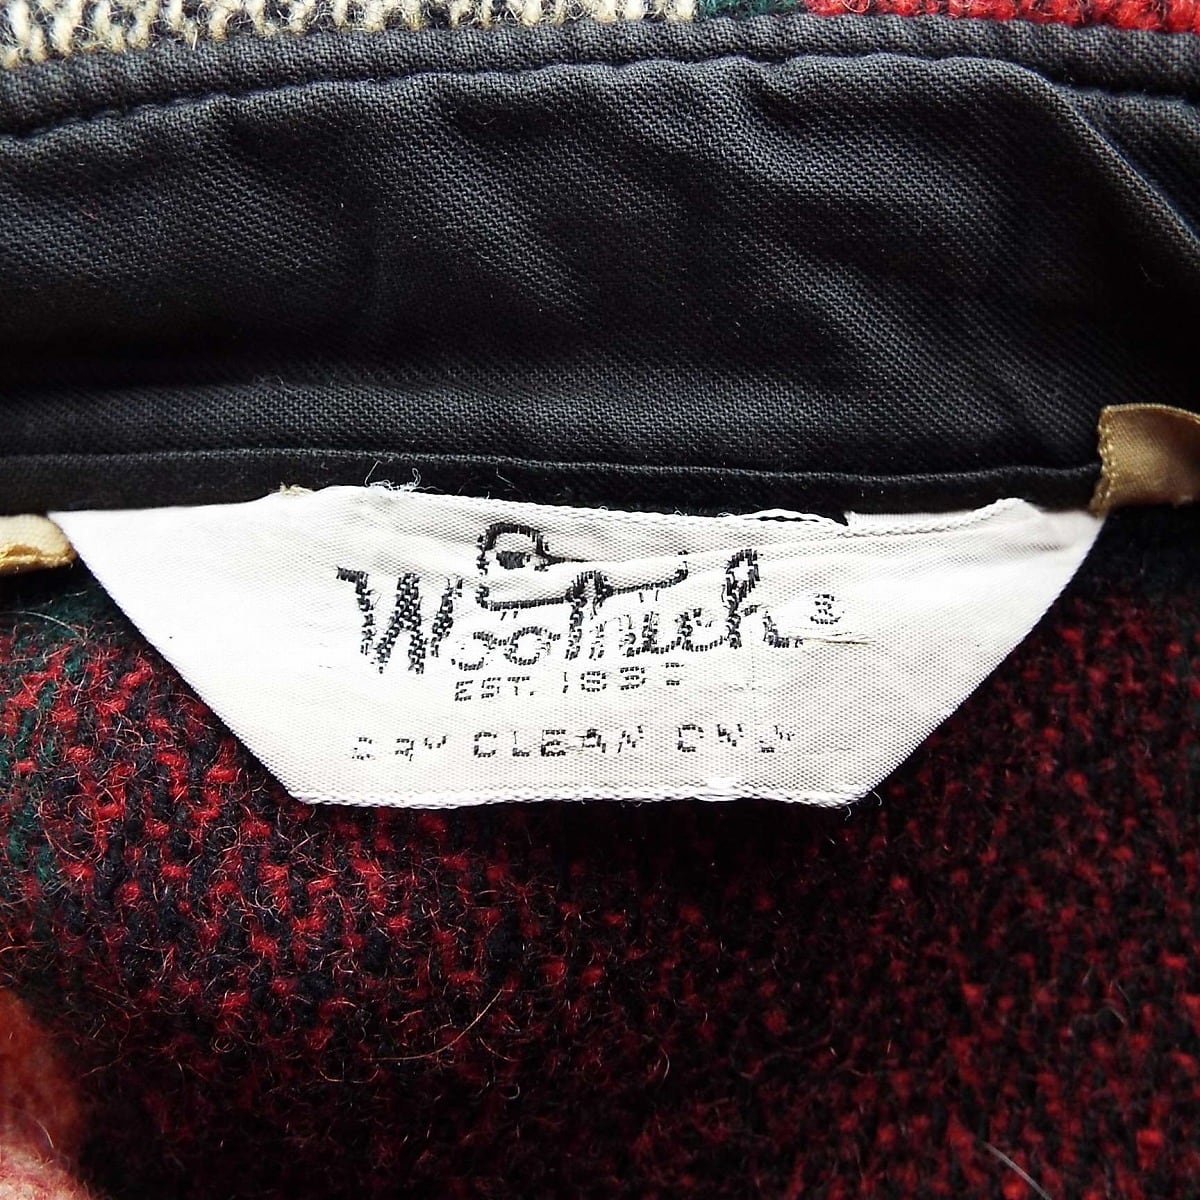 Woolrich®
EST. 1830
DRY CLEAN ONLY